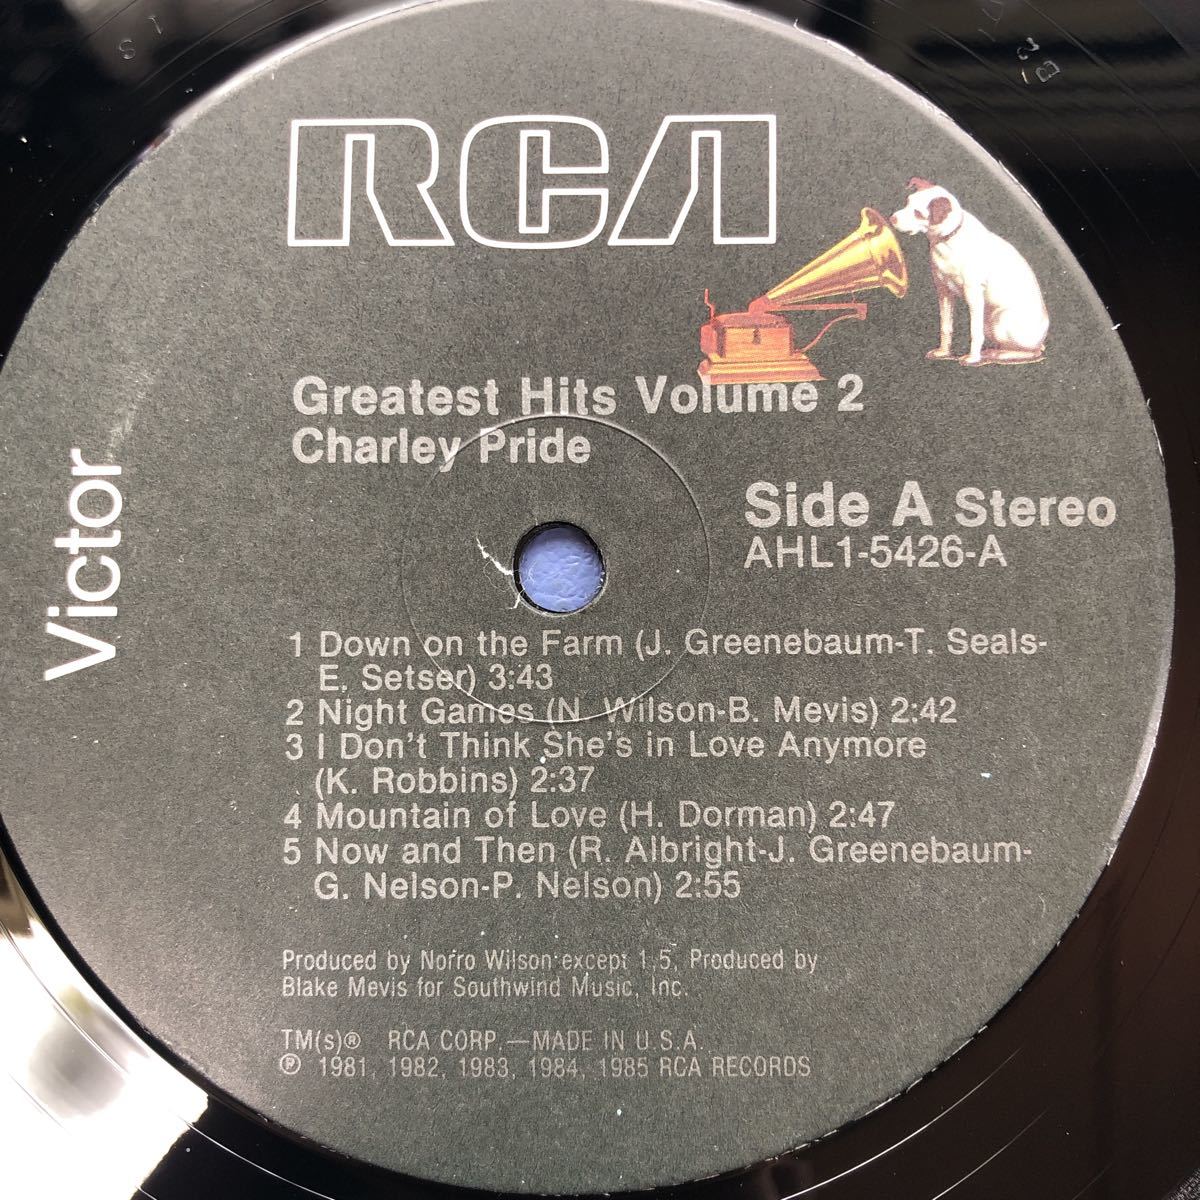 RCA
Greatest Hits Volume 2
Charley Pride
Victor
Side A Stereo
AHL1-5426-A
1 Down on the Farm (J. Greenebaum-T. Seals-
E. Setser) 3:43
2 Night Games (N. Wilson-B. Mevis) 2:42
3 I Don't Think She's in Love Anymore
(K. Robbins) 2:37
4 Mountain of Love (H. Dorman) 2:47
5 Now and Then (R. Albright-J. Greenebaum-
G. Nelson-P. Nelson) 2:55
Produced by Norro Wilson except 1,5, Produced by
Blake Mevis for Southwind Music, Inc.
TM(s)® RCA CORP.—MADE IN U.S.A.
℗ 1981, 1982, 1983, 1984, 1985 RCA RECORDS